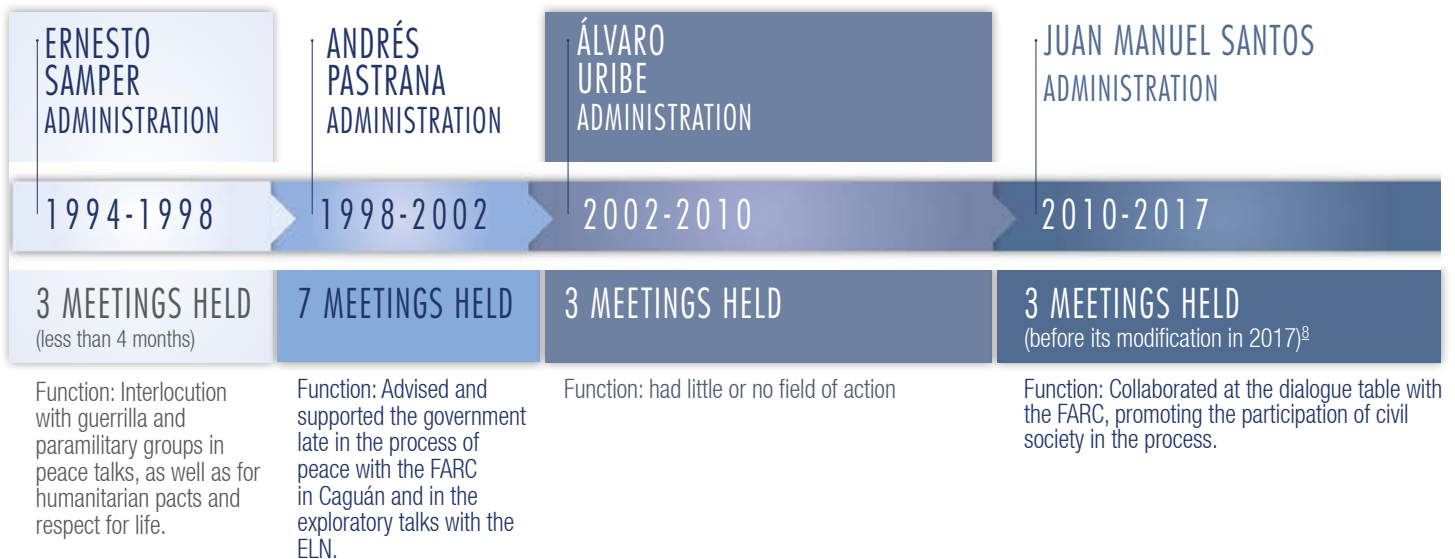 ERNESTO
SAMPER
ADMINISTRATION
ANDRÉS
PASTRANA
ADMINISTRATION
ÁLVARO
URIBE
ADMINISTRATION
JUAN MANUEL SANTOS
ADMINISTRATION
1994-1998
1998-2002
2002-2010
2010-2017
3 MEETINGS HELD
(less than 4 months)
7 MEETINGS HELD
3 MEETINGS HELD
3 MEETINGS HELD
(before its modification in 2017)8
Function: Interlocution
with guerrilla and
paramilitary groups in
peace talks, as well as for
humanitarian pacts and
respect for life.
Function: Advised and
supported the government
late in the process of
peace with the FARC
in Caguán and in the
exploratory talks with the
ELN.
Function: had little or no field of action
Function: Collaborated at the dialogue table with
the FARC, promoting the participation of civil
society in the process.